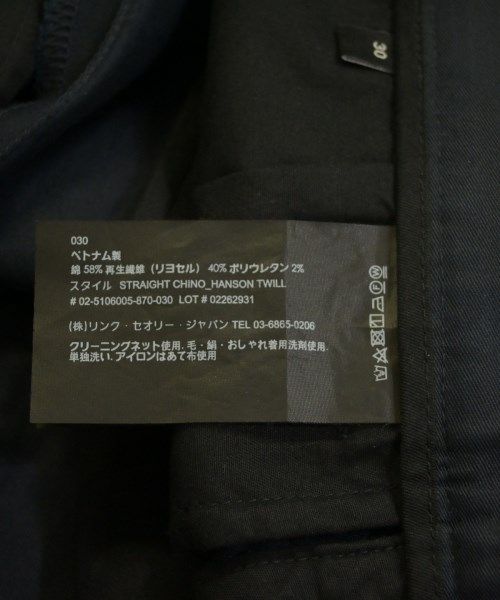 30
030
ベトナム製
綿 58% 再生繊維 (リヨセル) 40% ポリウレタン 2%
スタイル STRAIGHT CHINO_HANSON TWILL
# 02-5106005-870-030 LOT # 02262931
(株)リンク・セオリー・ジャパン TEL 03-6865-0206
クリーニングネット使用. 毛・絹・おしゃれ着用洗剤使用.
単独洗い. アイロンはあて布使用